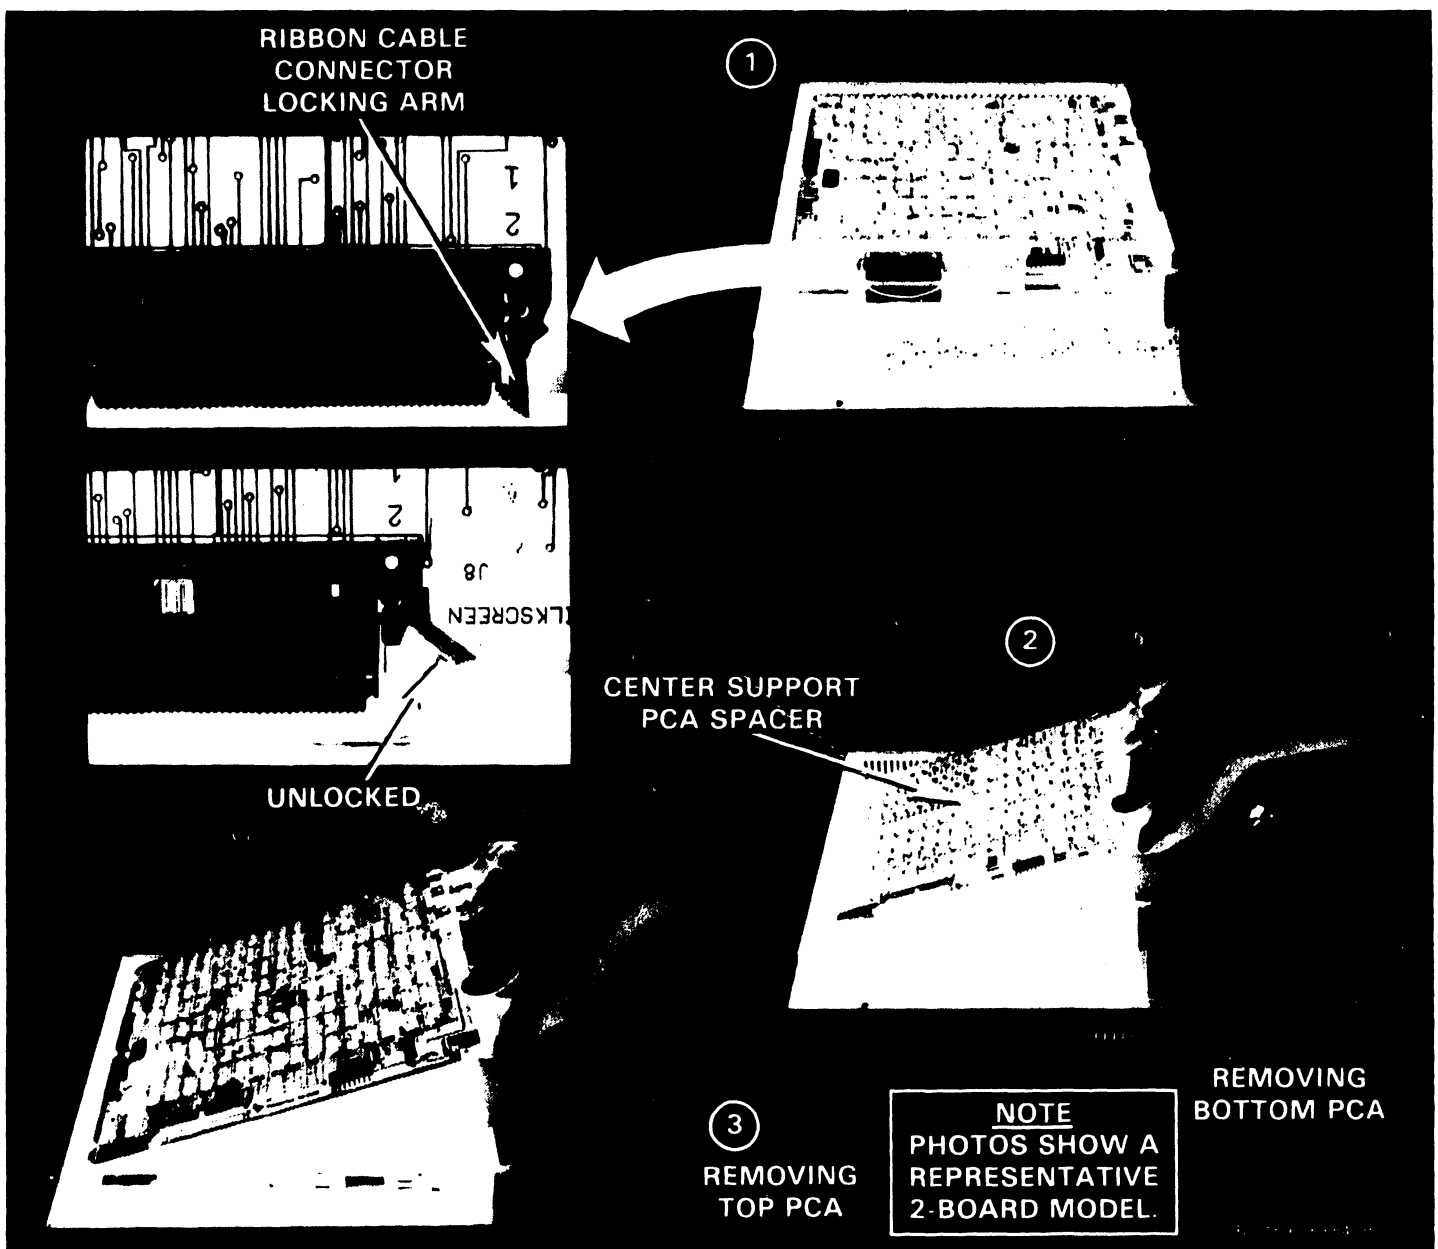 RIBBON CABLE
CONNECTOR
LOCKING ARM
1
1
2
2
J8
LKSCREEN
UNLOCKED
2
CENTER SUPPORT
PCA SPACER
3
REMOVING
TOP PCA
NOTE
PHOTOS SHOW A
REPRESENTATIVE
2-BOARD MODEL.
REMOVING
BOTTOM PCA